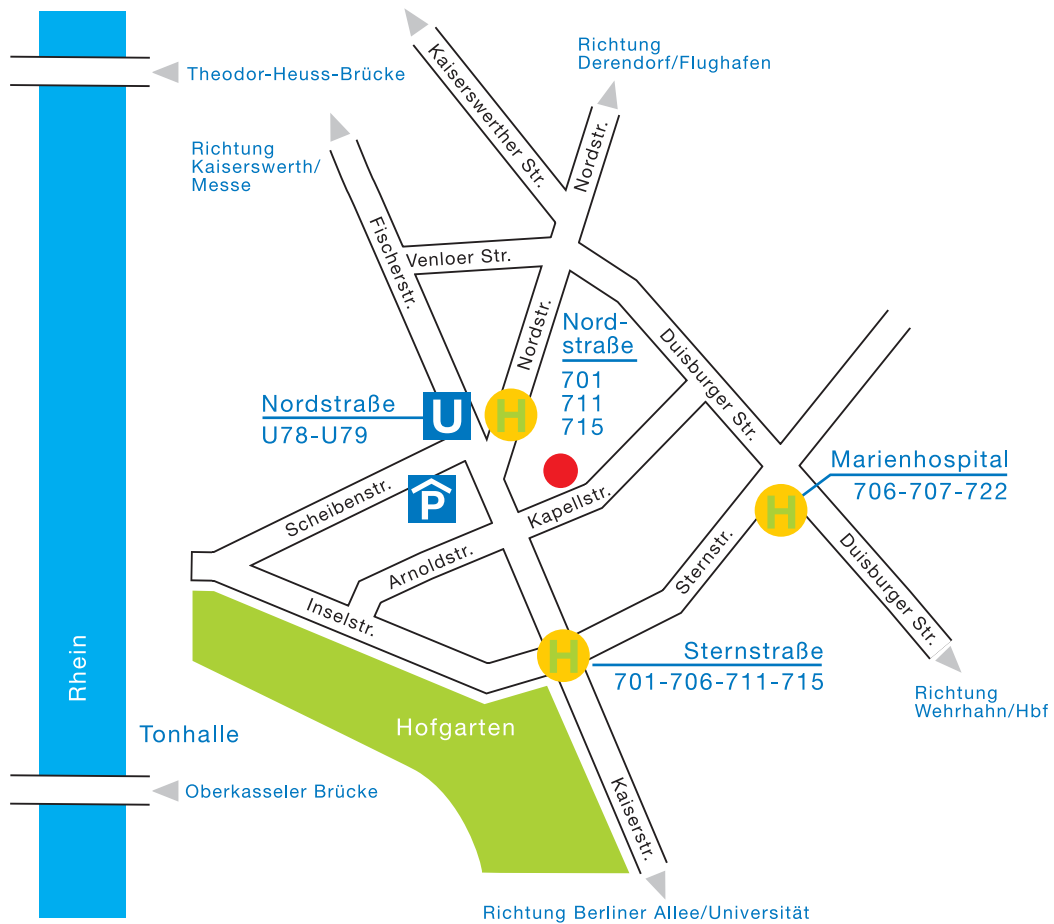 Richtung
Derendorf/Flughafen
Kaiserswerther Str.
Theodor-Heuss-Brücke
Nordstr.
Richtung
Kaiserswerth/
Messe
Fischerstr.
Venloer Str.
Nordstr.
Nord-
straße
701
711
715
Duisburger Str.
Nordstraße
U78-U79
U
H
Marienhospital
706-707-722
H
Scheibenstr.
P
Kapellstr.
Arnoldstr.
Sternstr.
Duisburger Str.
Inselstr.
H
Sternstraße
701-706-711-715
Rhein
Richtung
Wehrhahn/Hbf
Tonhalle
Hofgarten
Oberkasseler Brücke
Kaiserstr.
Richtung Berliner Allee/Universität